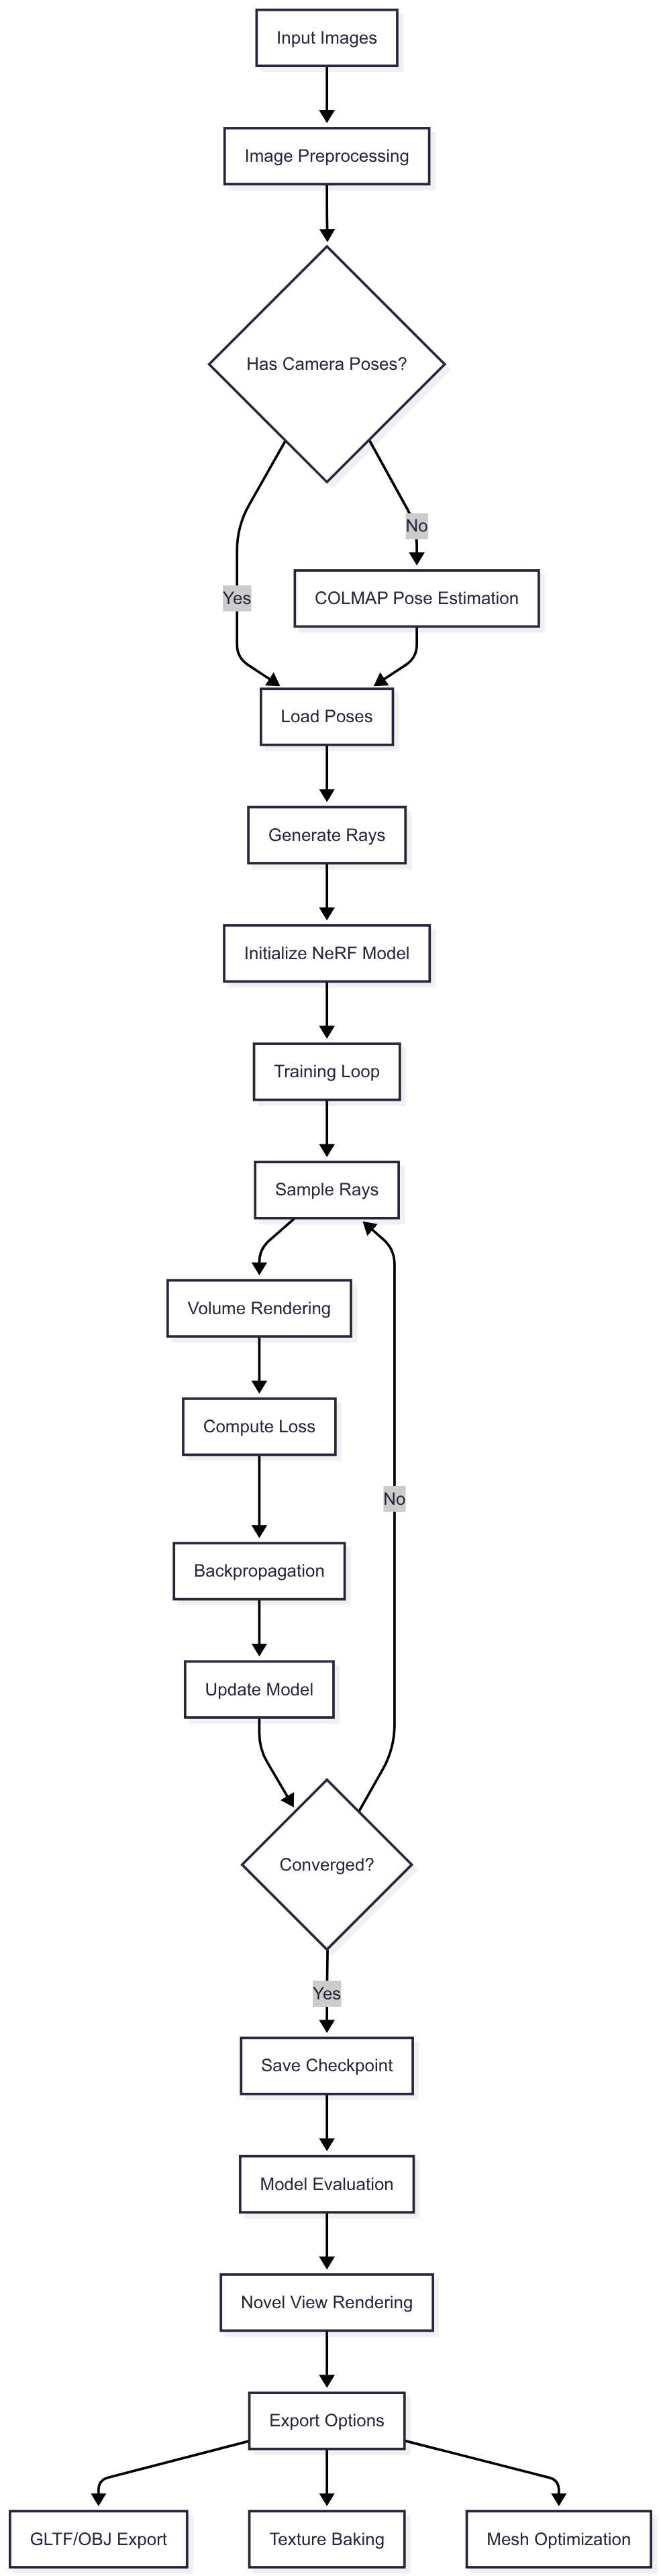 Input Images
Image Preprocessing
Has Camera Poses?
No
Yes
COLMAP Pose Estimation
Load Poses
Generate Rays
Initialize NeRF Model
Training Loop
Sample Rays
Volume Rendering
Compute Loss
No
Backpropagation
Update Model
Converged?
Yes
Save Checkpoint
Model Evaluation
Novel View Rendering
Export Options
GLTF/OBJ Export
Texture Baking
Mesh Optimization